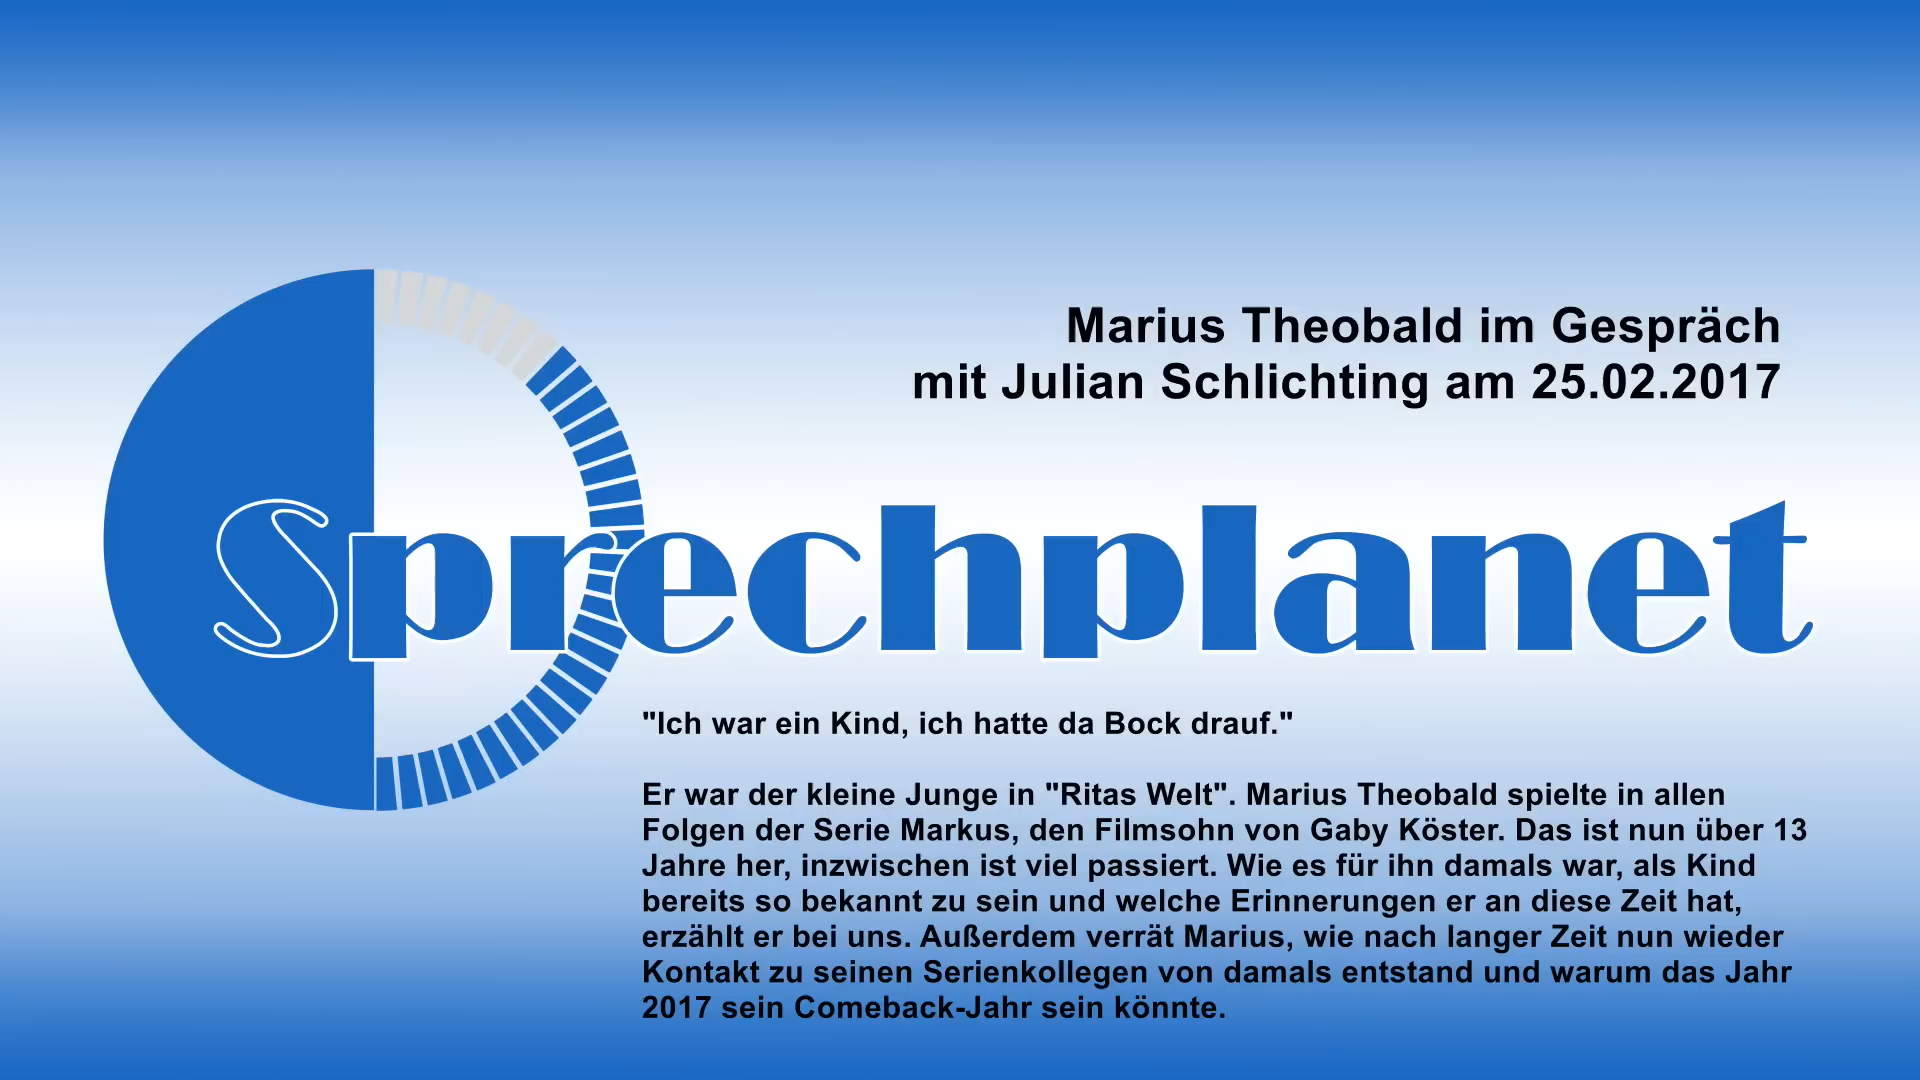 Marius Theobald im Gespräch
mit Julian Schlichting am 25.02.2017
Sprechplanet
"Ich war ein Kind, ich hatte da Bock drauf."
Er war der kleine Junge in "Ritas Welt". Marius Theobald spielte in allen
Folgen der Serie Markus, den Filmsohn von Gaby Köster. Das ist nun über 13
Jahre her, inzwischen ist viel passiert. Wie es für ihn damals war, als Kind
bereits so bekannt zu sein und welche Erinnerungen er an diese Zeit hat,
erzählt er bei uns. Außerdem verrät Marius, wie nach langer Zeit nun wieder
Kontakt zu seinen Serienkollegen von damals entstand und warum das Jahr
2017 sein Comeback-Jahr sein könnte.